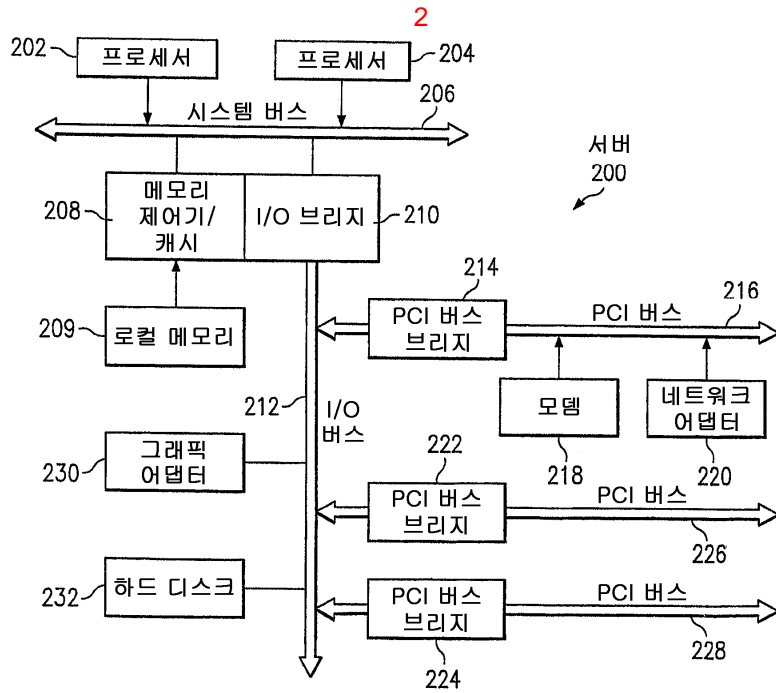 2
202
프로세서
프로세서
204
시스템 버스
206
서버
200
208
메모리
제어기/
캐시
I/O 브리지
210
209
로컬 메모리
214
PCI 버스
브리지
PCI 버스
216
212
I/O
버스
모뎀
218
네트워크
어댑터
220
230
그래픽
어댑터
222
PCI 버스
브리지
PCI 버스
226
232
하드 디스크
PCI 버스
브리지
224
PCI 버스
228